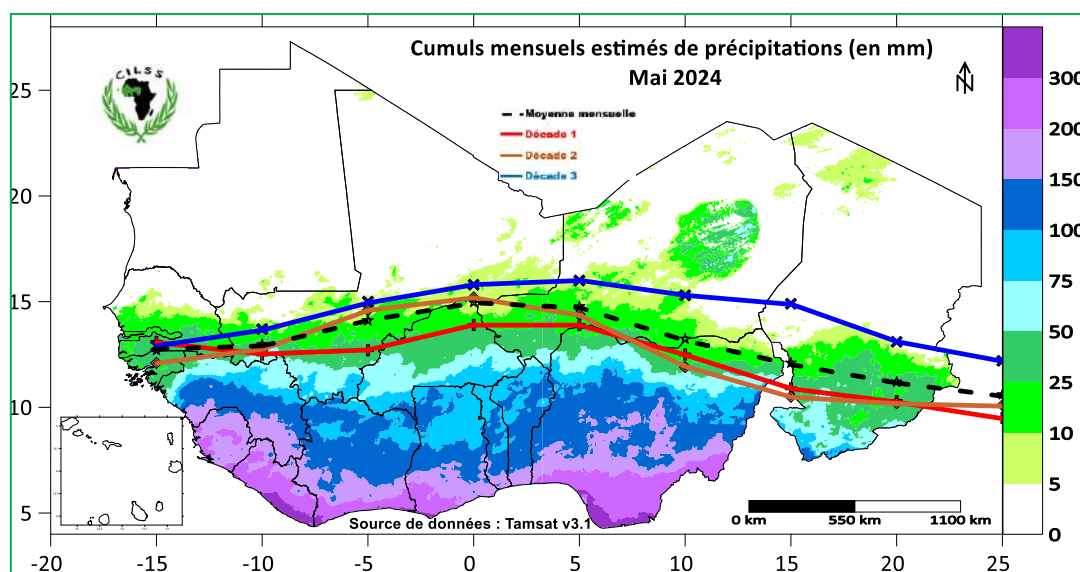 Cumuls mensuels estimés de précipitations (en mm)
Mai 2024
N
CILSS
Moyenne mensuelle
Décade 1
Décade 2
Décade 3
25
20
15
10
5
300
200
150
100
75
50
25
10
5
0
0 km 550 km 1100 km
Source de données : Tamsat v3.1
-20 -15 -10 -5 0 5 10 15 20 25